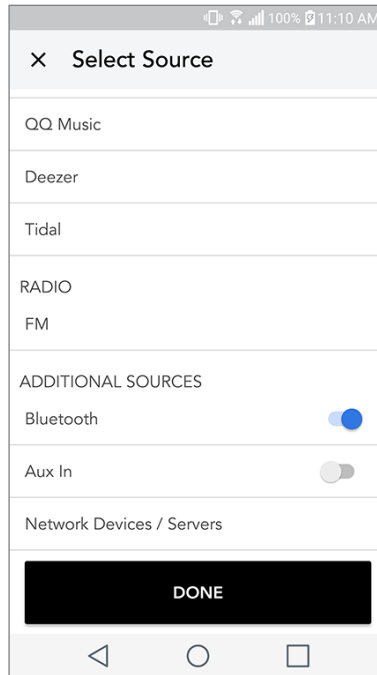 100% 11:10 AM
Select Source
QQ Music
Deezer
Tidal
RADIO
FM
ADDITIONAL SOURCES
Bluetooth
Aux In
Network Devices / Servers
DONE